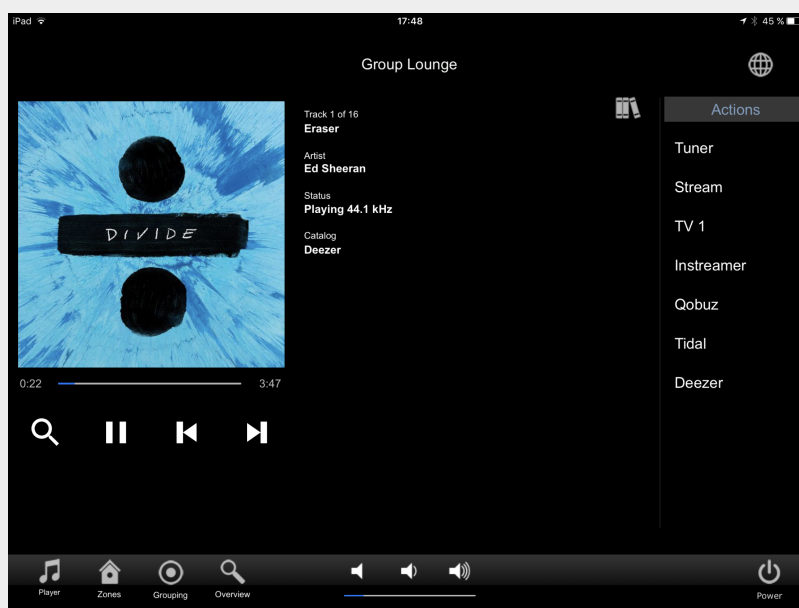 iPad 17:48 45 %
Group Lounge
DIVIDE
Track 1 of 16
Eraser
Artist
Ed Sheeran
Status
Playing 44.1 kHz
Catalog
Deezer
0:22 3:47
Actions
Tuner
Stream
TV 1
Instreamer
Qobuz
Tidal
Deezer
Player Zones Grouping Overview Power